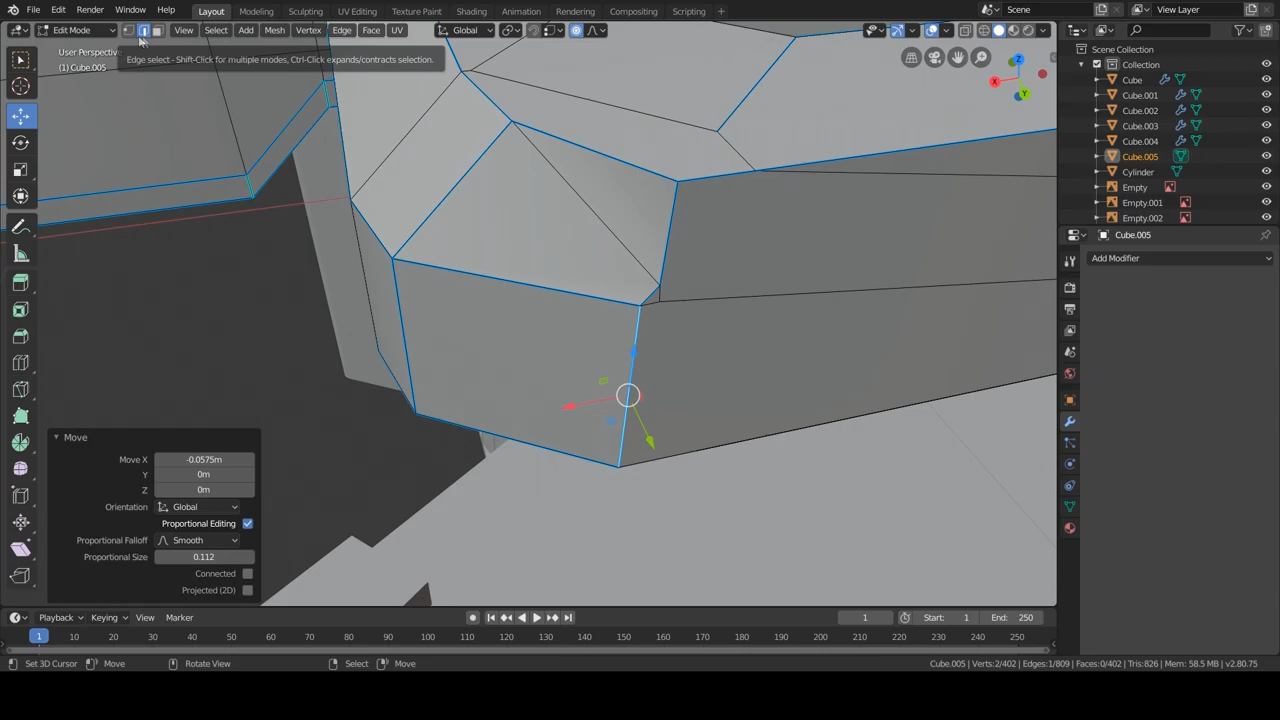 File Edit Render Window Help Layout Modeling Sculpting UV Editing Texture Paint Shading Animation Rendering Compositing Scripting Scene View Layer
Edit Mode View Select Add Mesh Vertex Edge Face UV Global
User Perspective
(1) Cube.005
Edge select - Shift-Click for multiple modes, Ctrl-Click expands/contracts selection.
Z
X
Y
Scene Collection
Collection
Cube
Cube.001
Cube.002
Cube.003
Cube.004
Cube.005
Cylinder
Empty
Empty.001
Empty.002
Cube.005
Add Modifier
Move
Move X -0.0575m
Y 0m
Z 0m
Orientation Global
Proportional Editing
Proportional Falloff Smooth
Proportional Size 0.112
Connected
Projected (2D)
Playback Keying View Marker 1 Start: 1 End: 250
1 10 20 30 40 50 60 70 80 90 100 110 120 130 140 150 160 170 180 190 200 210 220 230 240 250
Set 3D Cursor Move Rotate View Select Move Cube.005 | Verts:2/402 | Edges:1/809 | Faces:0/402 | Tris:826 | Mem: 58.5 MB | v2.80.75